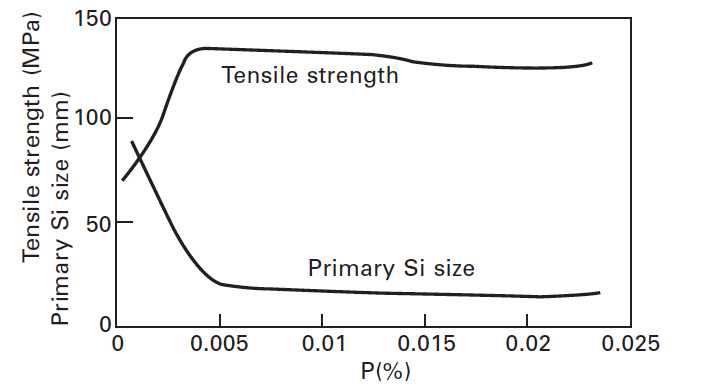 Tensile strength (MPa)
Primary Si size (mm)
150
100
50
0
Tensile strength
Primary Si size
0 0.005 0.01 0.015 0.02 0.025
P(%)